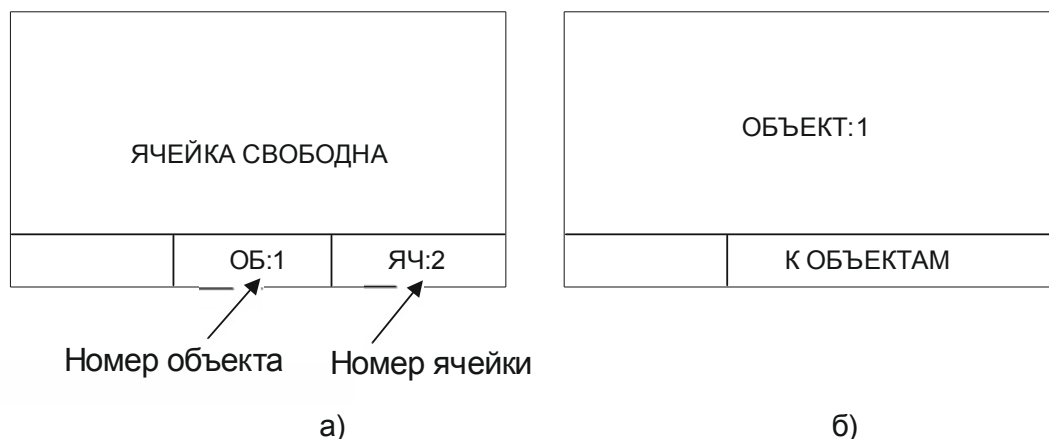 ЯЧЕЙКА СВОБОДНА
ОБ:1 ЯЧ:2
Номер объекта Номер ячейки
а)
ОБЪЕКТ:1
К ОБЪЕКТАМ
б)